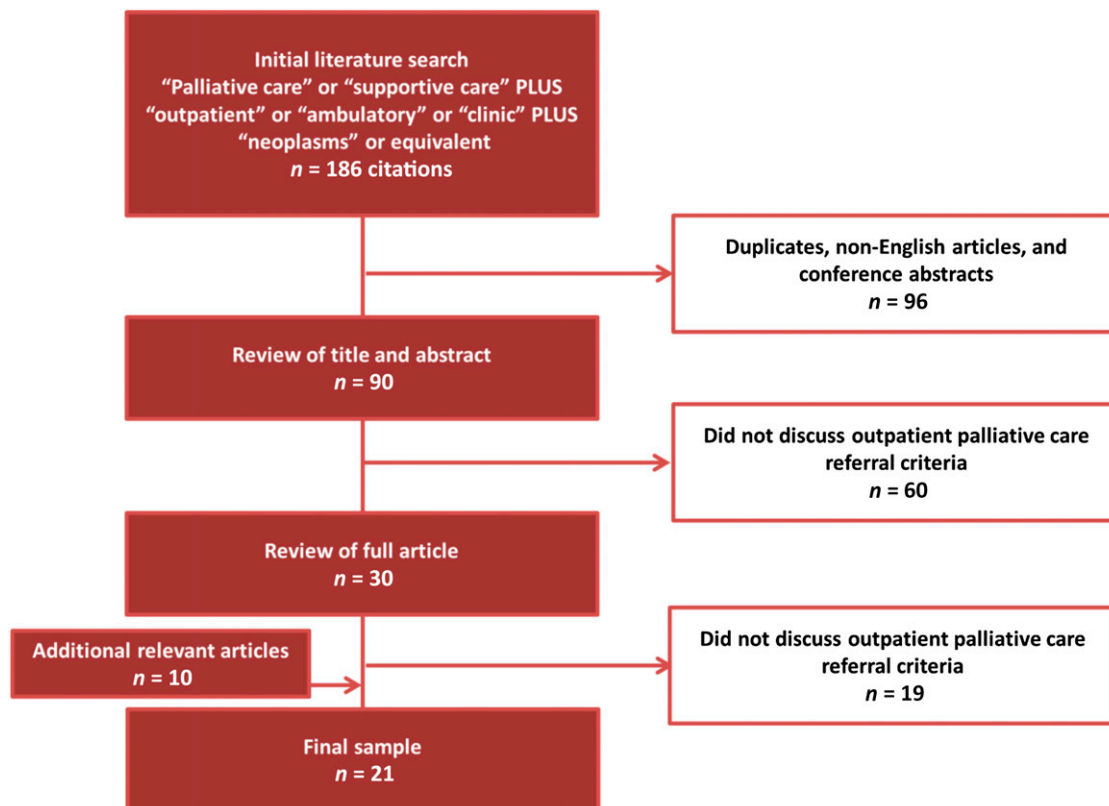 Initial literature search
“Palliative care” or “supportive care” PLUS
“outpatient” or “ambulatory” or “clinic” PLUS
“neoplasms” or equivalent
n = 186 citations
Duplicates, non-English articles, and
conference abstracts
n = 96
Review of title and abstract
n = 90
Did not discuss outpatient palliative care
referral criteria
n = 60
Review of full article
n = 30
Additional relevant articles
n = 10
Did not discuss outpatient palliative care
referral criteria
n = 19
Final sample
n = 21